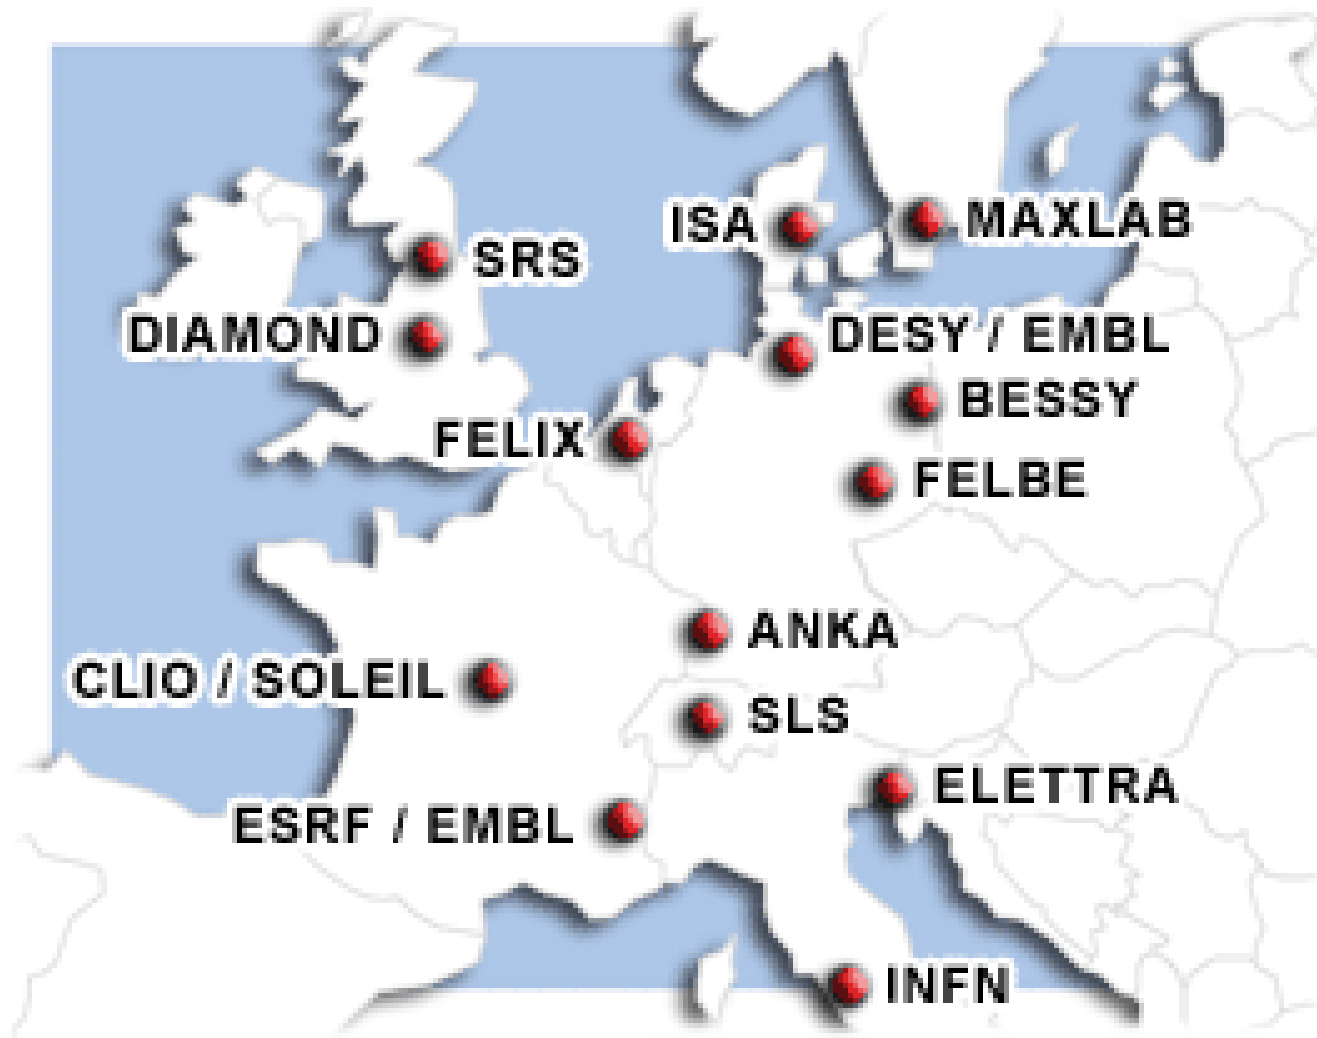 ISA
MAXLAB
SRS
DIAMOND
DESY / EMBL
BESSY
FELIX
FELBE
ANKA
CLIO / SOLEIL
SLS
ELETTRA
ESRF / EMBL
INFN